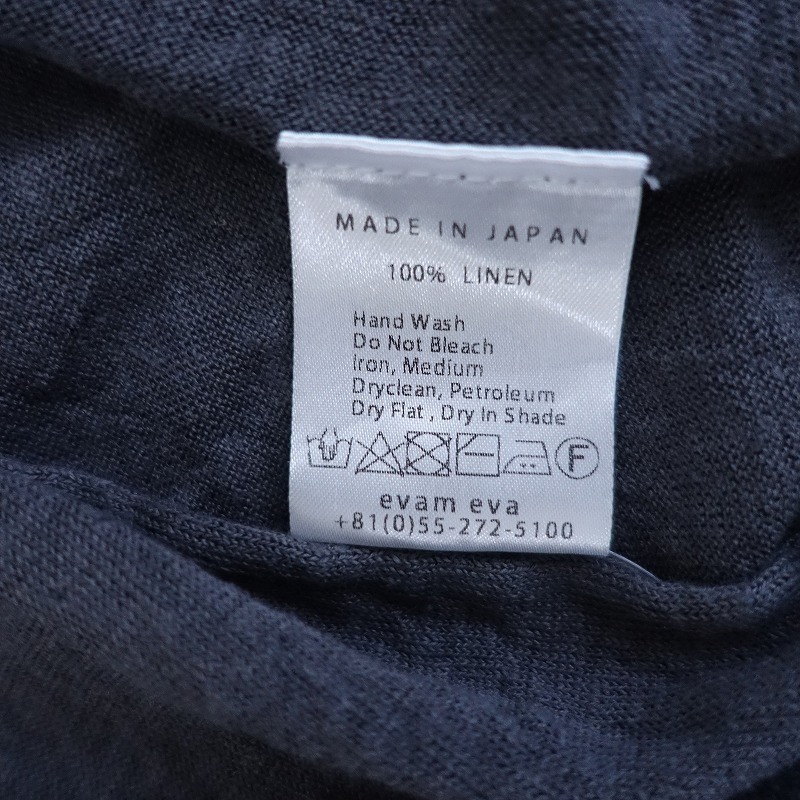 MADE IN JAPAN
100% LINEN
Hand Wash
Do Not Bleach
Iron, Medium
Dryclean, Petroleum
Dry Flat , Dry In Shade
F
evam eva
+81(0)55-272-5100